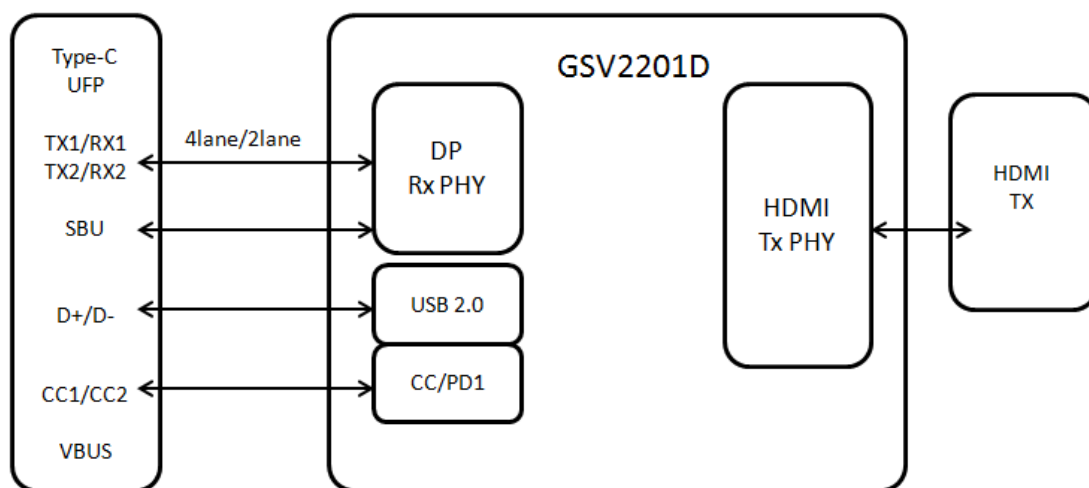 Type-C
UFP
TX1/RX1
TX2/RX2
SBU
D+/D-
CC1/CC2
VBUS
4lane/2lane
GSV2201D
DP
Rx PHY
USB 2.0
CC/PD1
HDMI
Tx PHY
HDMI
TX